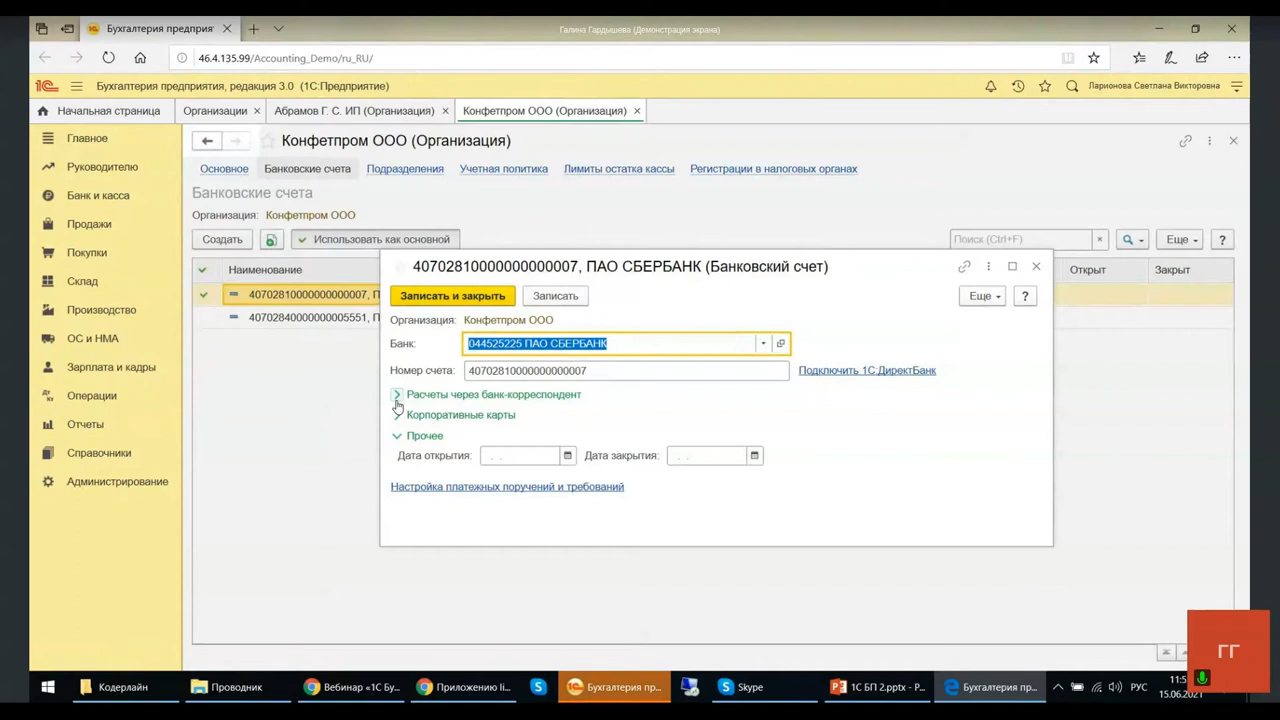 Бухгалтерия предприят
Галина Гардышева (Демонстрация экрана)
46.4.135.99/Accounting_Demo/ru_RU/
1С Бухгалтерия предприятия, редакция 3.0 (1С:Предприятие)
Ларионова Светлана Викторовна
Начальная страница
Организации ×
Абрамов Г. С. ИП (Организация) ×
Конфетпром ООО (Организация) ×
Главное
Руководителю
Банк и касса
Продажи
Покупки
Склад
Производство
ОС и НМА
Зарплата и кадры
Операции
Отчеты
Справочники
Администрирование
Конфетпром ООО (Организация)
Основное Банковские счета Подразделения Учетная политика Лимиты остатка кассы Регистрации в налоговых органах
Банковские счета
Организация: Конфетпром ООО
Создать Использовать как основной Поиск (Ctrl+F) × Еще ?
Наименование Открыт Закрыт
40702810000000000007, П
40702840000000005551, П
40702810000000000007, ПАО СБЕРБАНК (Банковский счет)
Записать и закрыть Записать Еще ?
Организация: Конфетпром ООО
Банк: 044525225 ПАО СБЕРБАНК
Номер счета: 40702810000000000007 Подключить 1С:ДиректБанк
Расчеты через банк-корреспондент
Корпоративные карты
Прочее
Дата открытия: . . Дата закрытия: . .
Настройка платежных поручений и требований
ГГ
Кодерлайн
Проводник
Вебинар «1С Бу...
Приложению li...
Бухгалтерия пр...
Skype
1С БП 2.pptx - P...
Бухгалтерия пр...
РУС
11:5
15.06.2021